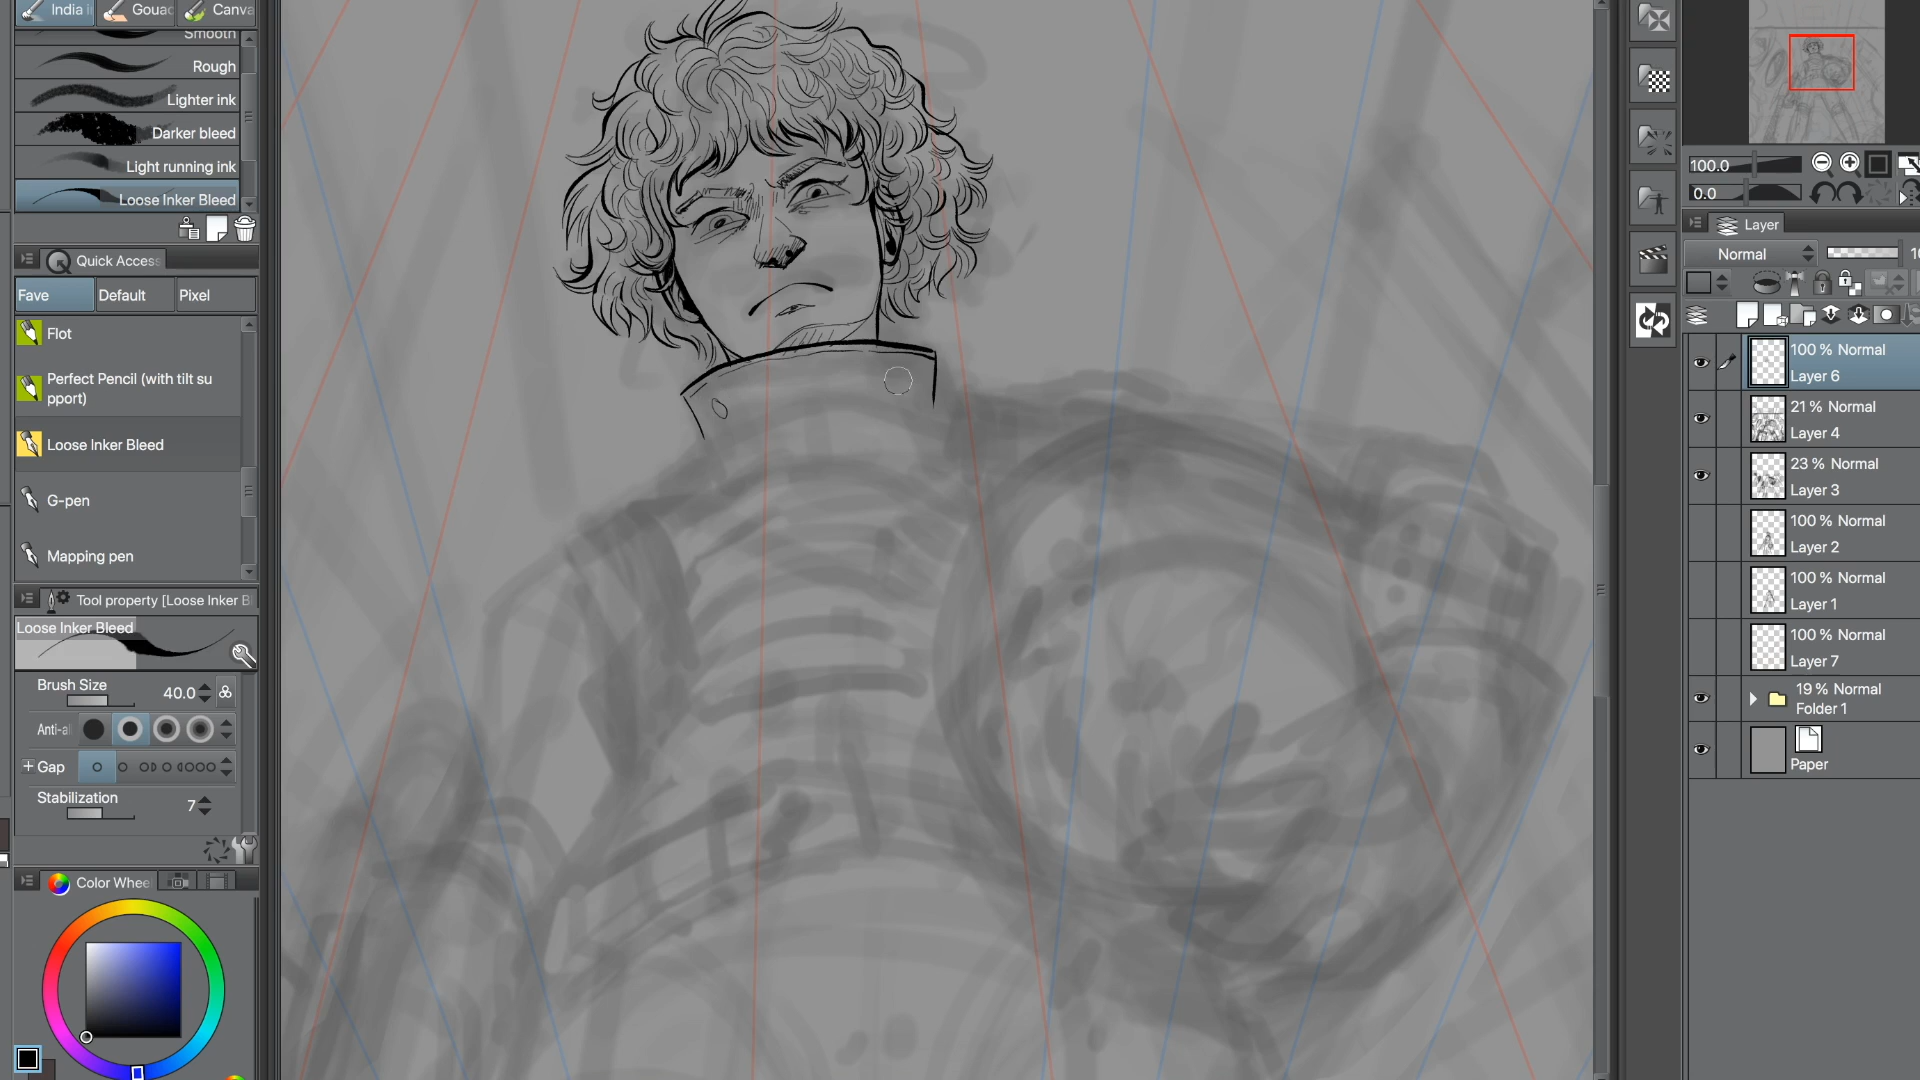 India
Gouac
Canva
Smooth
Rough
Lighter ink
Darker bleed
Light running ink
Loose Inker Bleed
Quick Access
Fave
Default
Pixel
Flot
Perfect Pencil (with tilt su
pport)
Loose Inker Bleed
G-pen
Mapping pen
Tool property [Loose Inker B
Loose Inker Bleed
Brush Size
40.0
Anti-al
Gap
Stabilization
7
Color Whee
100.0
0.0
Layer
Normal
100 % Normal
Layer 6
21 % Normal
Layer 4
23 % Normal
Layer 3
100 % Normal
Layer 2
100 % Normal
Layer 1
100 % Normal
Layer 7
19 % Normal
Folder 1
Paper